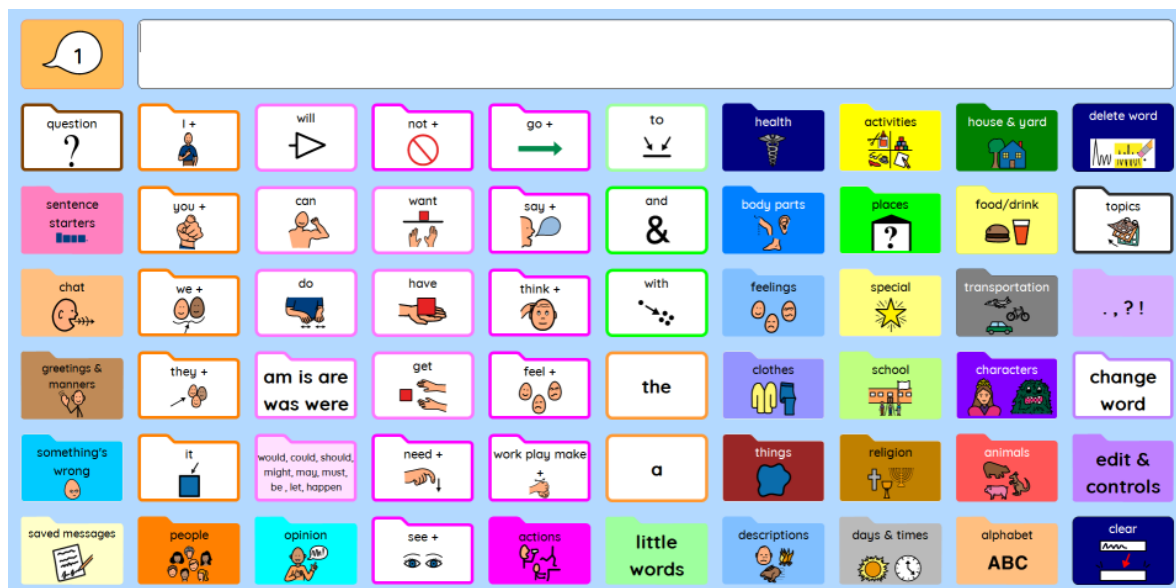 1
question
?
I +
will
not +
go +
to
health
activities
house & yard
delete word
sentence
starters
you +
can
want
say +
and
&
body parts
places
?
food/drink
topics
chat
we +
do
have
think +
with
feelings
special
transportation
. , ? !
greetings &
manners
they +
am is are
was were
get
feel +
the
clothes
school
characters
change
word
something's
wrong
it
would, could, should,
might, may, must,
be , let, happen
need +
work play make
+
a
things
religion
animals
edit &
controls
saved messages
people
opinion
Me!
see +
actions
little
words
descriptions
days & times
alphabet
ABC
clear